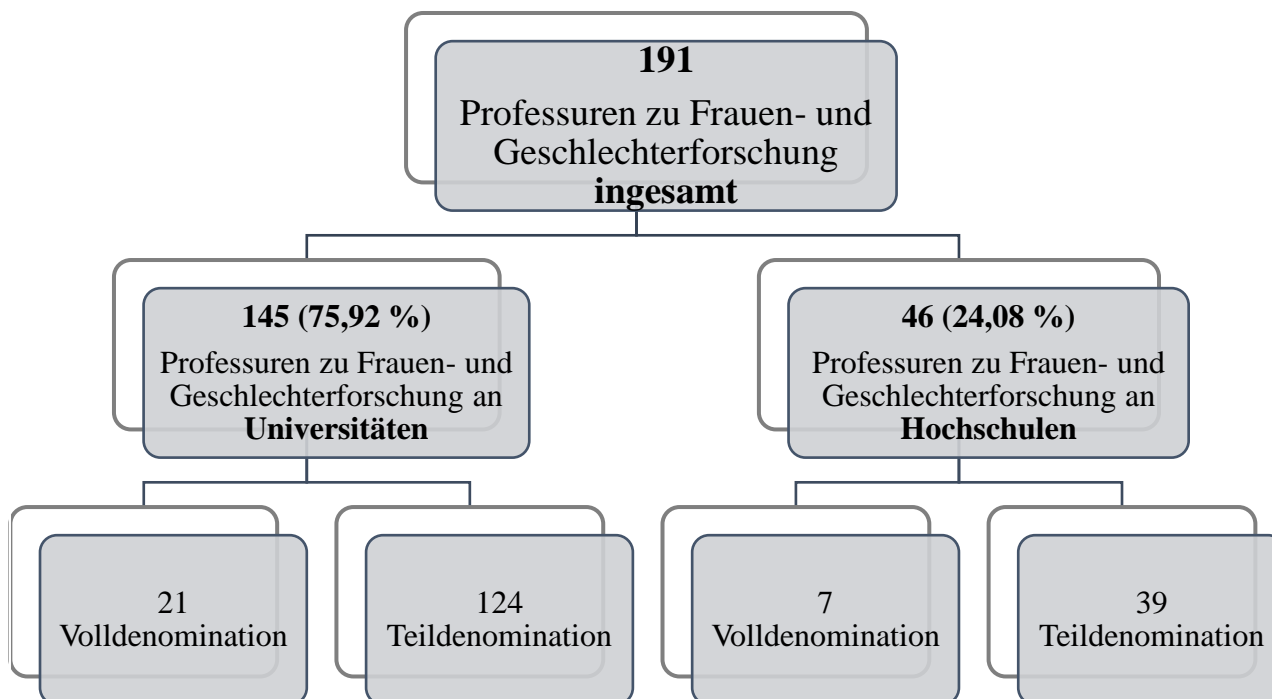 191
Professuren zu Frauen- und
Geschlechterforschung
ingesamt
145 (75,92 %)
Professuren zu Frauen- und
Geschlechterforschung an
Universitäten
46 (24,08 %)
Professuren zu Frauen- und
Geschlechterforschung an
Hochschulen
21
Volldenomination
124
Teildenomination
7
Volldenomination
39
Teildenomination